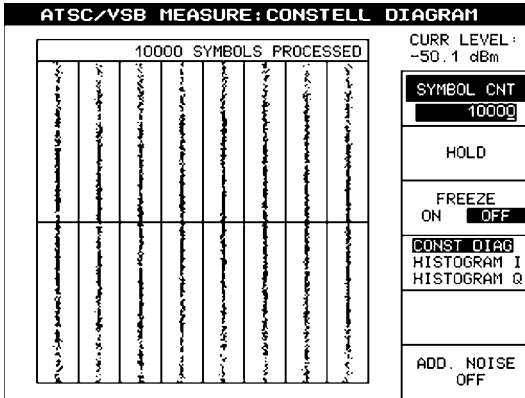 ATSC/VSB MEASURE:CONSTELL DIAGRAM
10000 SYMBOLS PROCESSED
CURR LEVEL:
-50.1 dBm
SYMBOL CNT
10000
HOLD
FREEZE
ON OFF
CONST DIAG
HISTOGRAM I
HISTOGRAM Q
ADD. NOISE
OFF